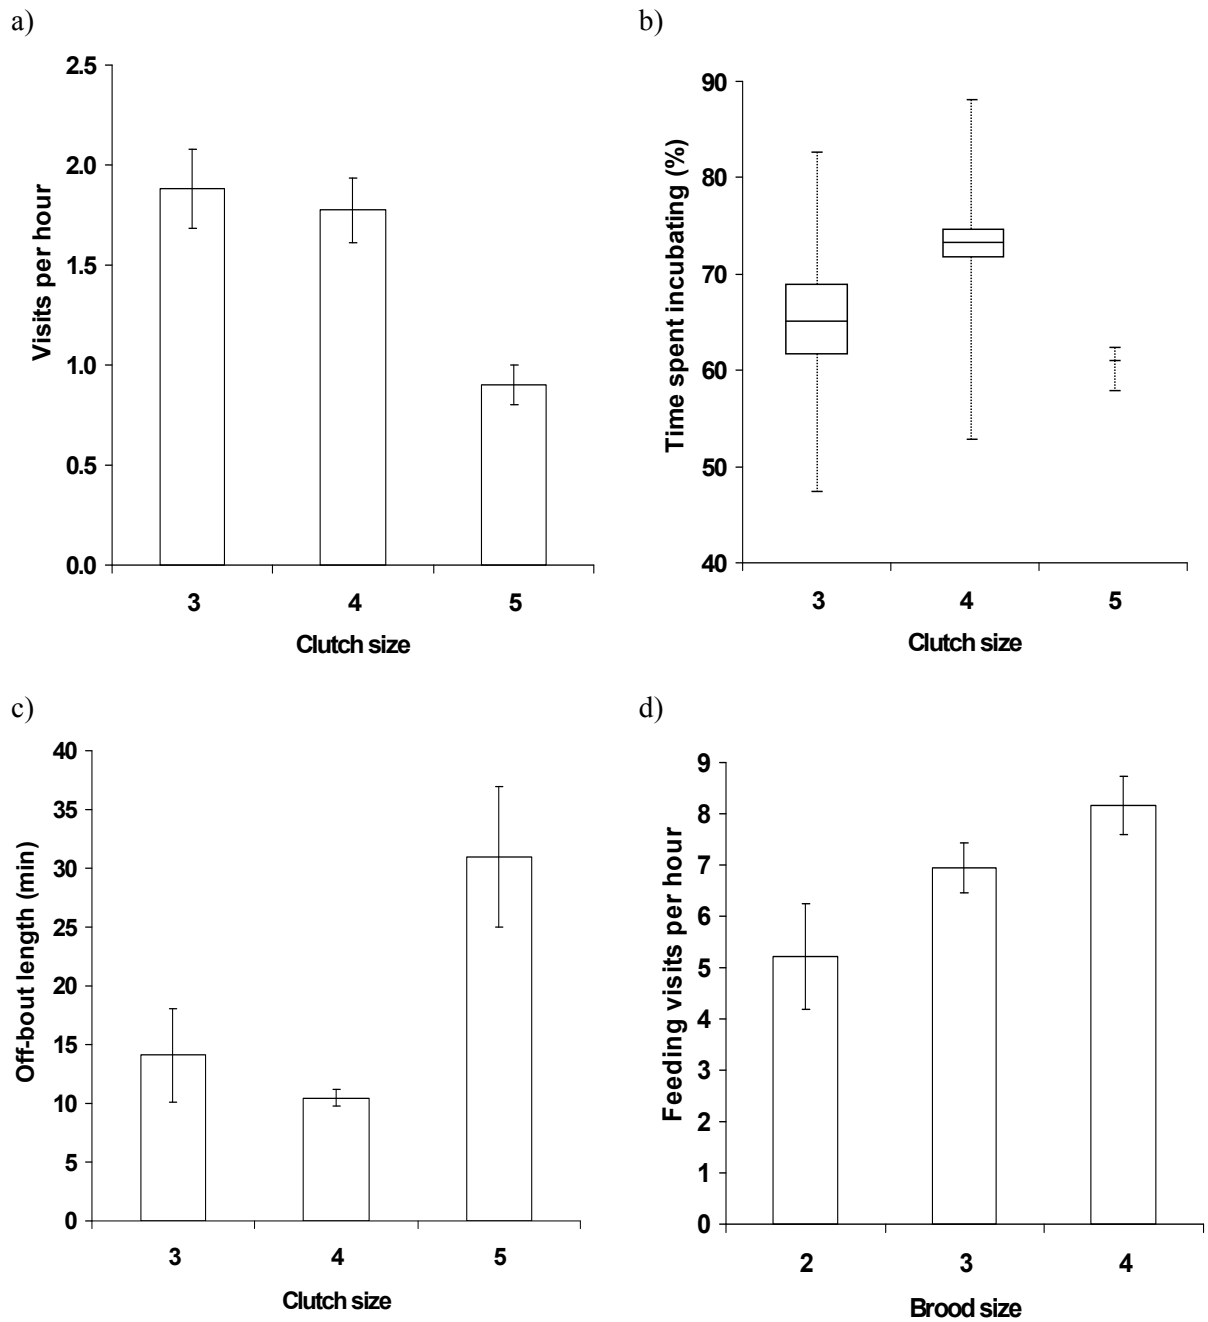 a)
Visits per hour
2.5
2.0
1.5
1.0
0.5
0.0
3 4 5
Clutch size
b)
Time spent incubating (%)
90
80
70
60
50
40
3 4 5
Clutch size
c)
Off-bout length (min)
40
35
30
25
20
15
10
5
0
3 4 5
Clutch size
d)
Feeding visits per hour
9
8
7
6
5
4
3
2
1
0
2 3 4
Brood size